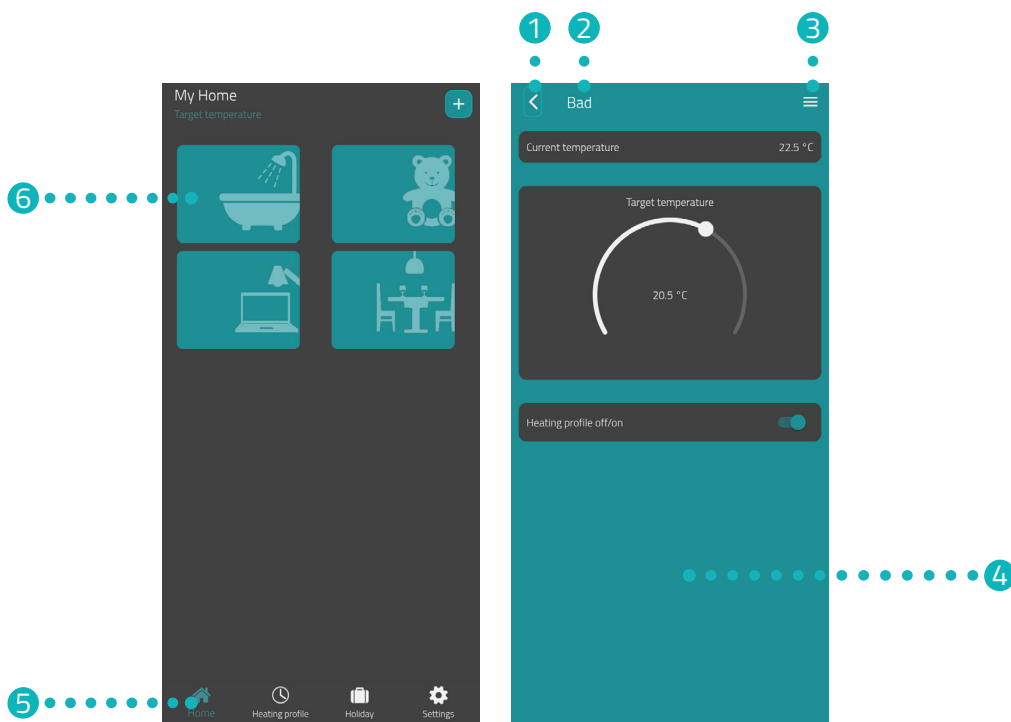 1 2 3
My Home
Target temperature
+
6
5
Home Heating profile Holiday Settings
Bad
Current temperature 22.5 °C
Target temperature
20.5 °C
Heating profile off/on
4